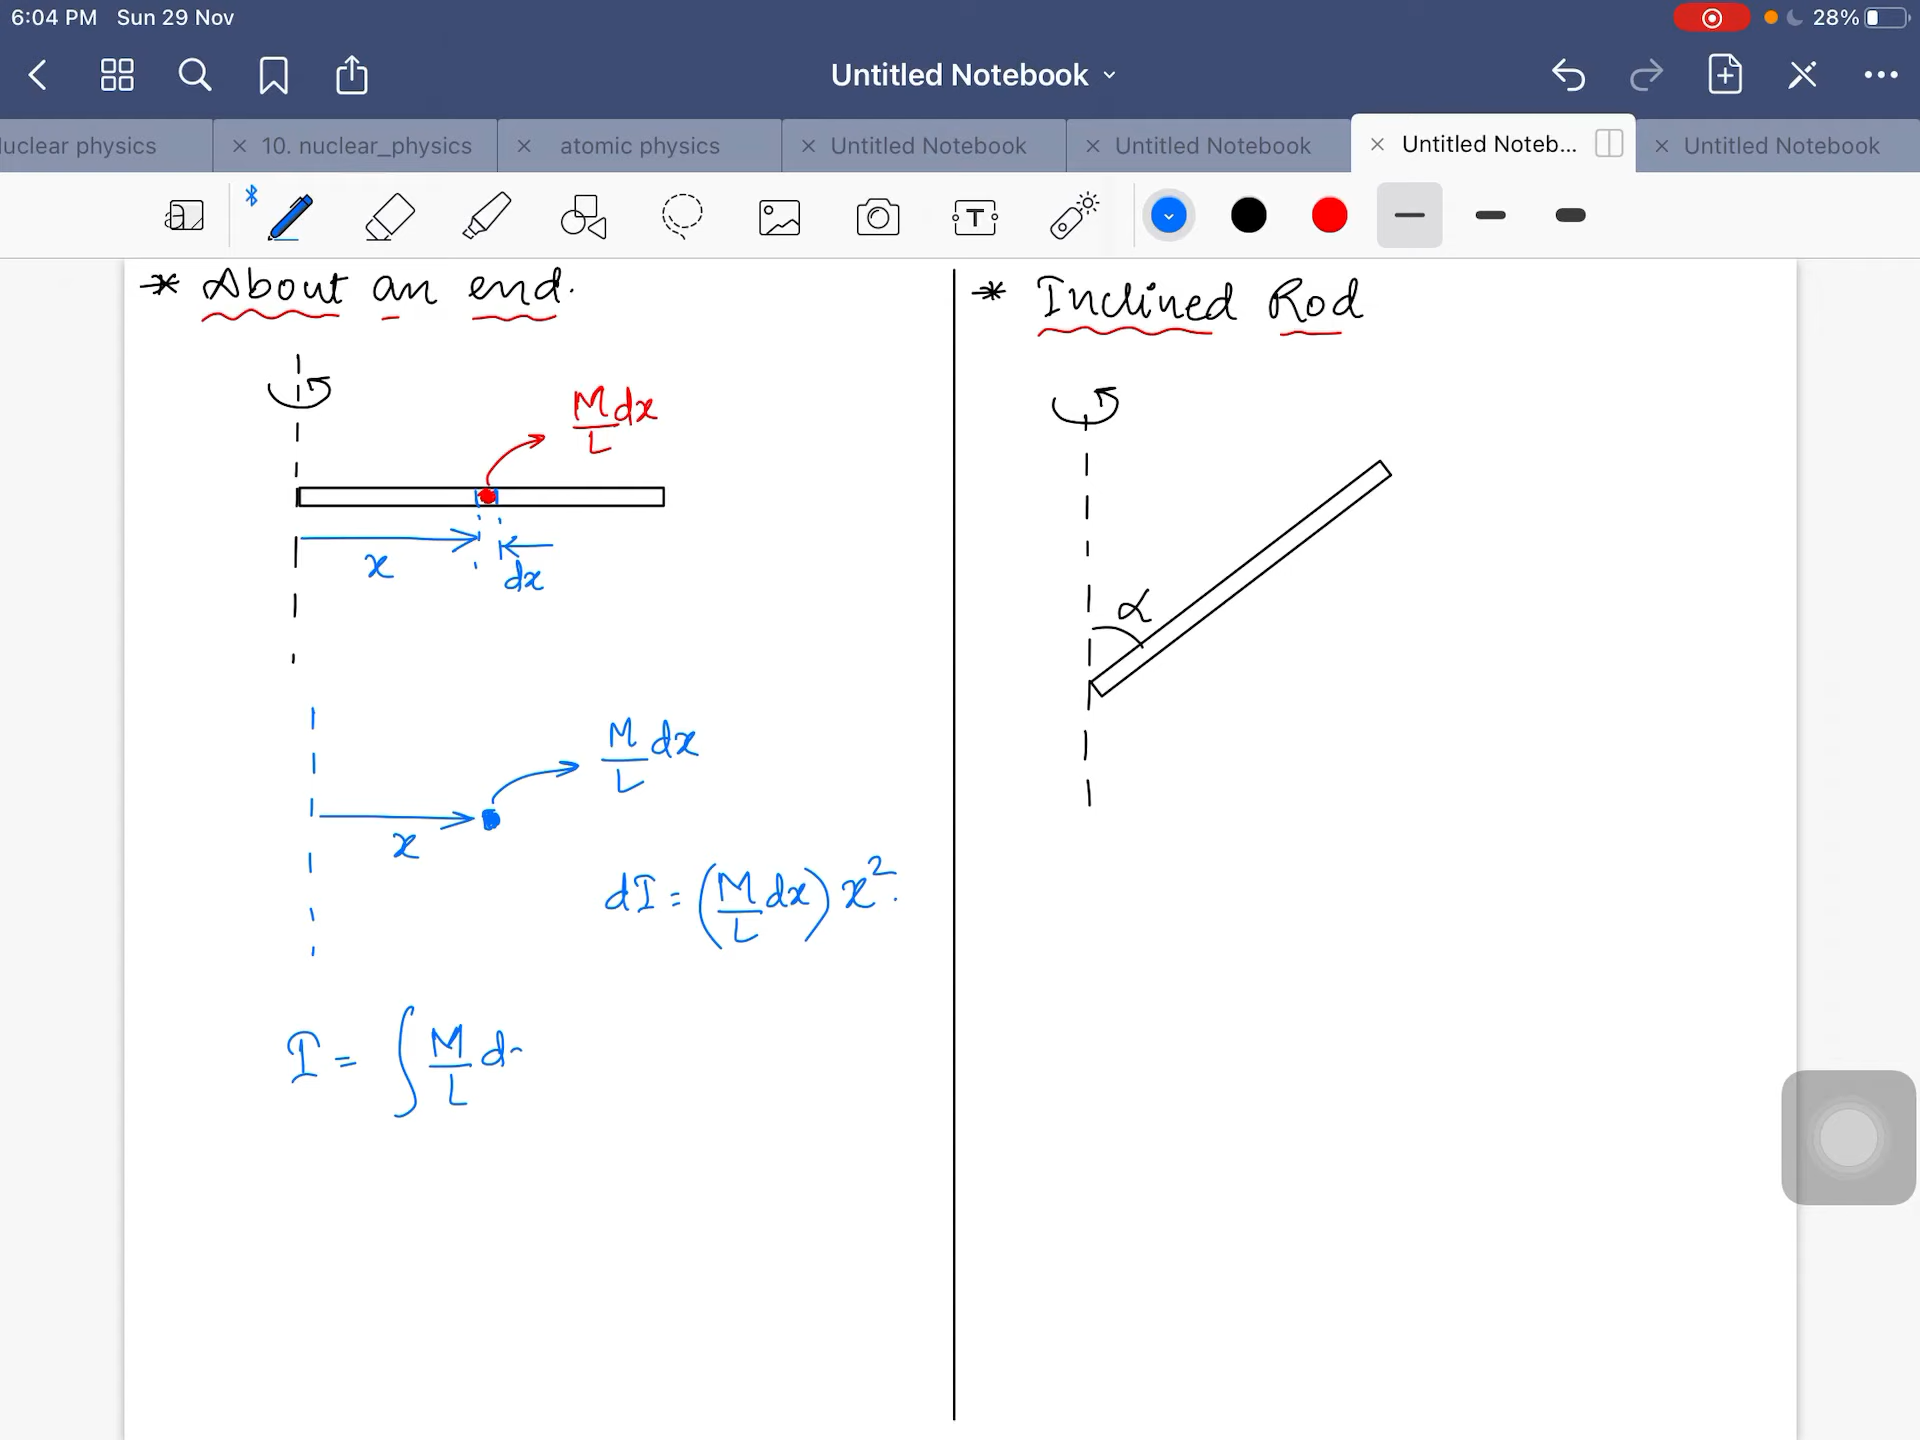 6:04 PM Sun 29 Nov 28%
Untitled Notebook
luclear physics 10. nuclear_physics atomic physics Untitled Notebook Untitled Notebook Untitled Noteb... Untitled Notebook
a T
* About an end.
M/L dx
x
dx
M/L dx
x
dI = (M/L dx) x².
I = ∫ M/L d
* Inclined Rod
α